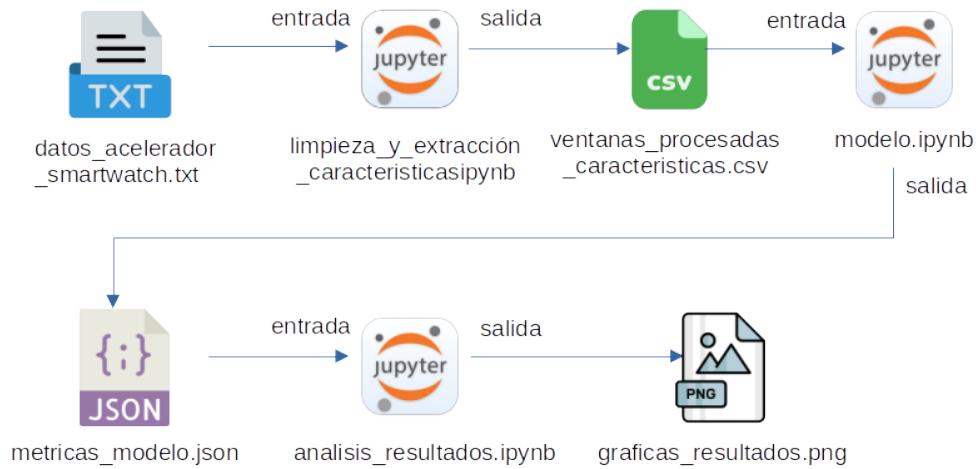 entrada
salida
entrada
TXT
jupyter
CSV
jupyter
datos_acelerador
_smartwatch.txt
limpieza_y_extracción
_caracteristicasipynb
ventanas_procesadas
_caracteristicas.csv
modelo.ipynb
salida
entrada
salida
{;}
JSON
jupyter
PNG
metricas_modelo.json
analisis_resultados.ipynb
graficas_resultados.png